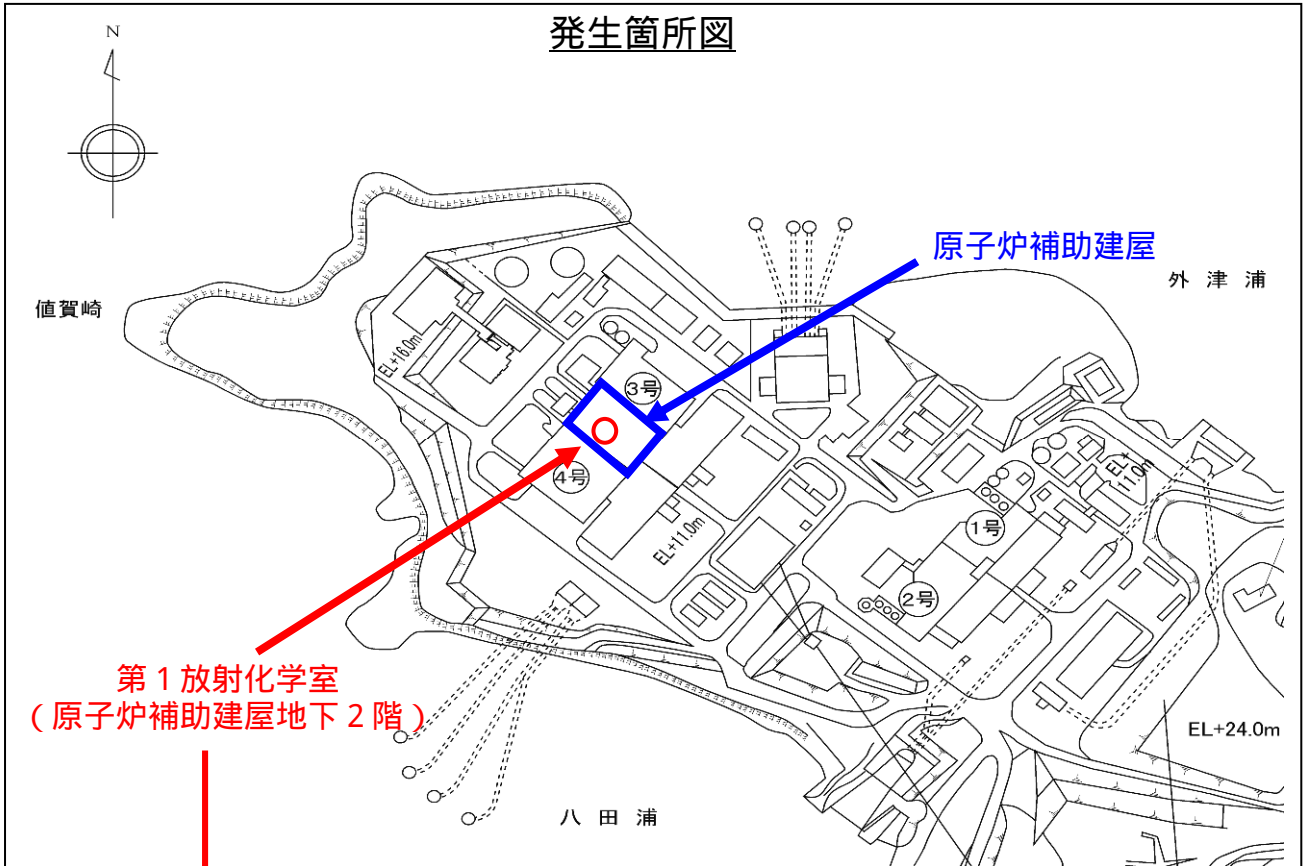 発生箇所図
N
原子炉補助建屋
外津浦
値賀崎
EL+16.0m
3号
4号
EL+11.0m
EL+11.0m
1号
2号
第1放射化学室
(原子炉補助建屋地下2階)
EL+24.0m
八田浦